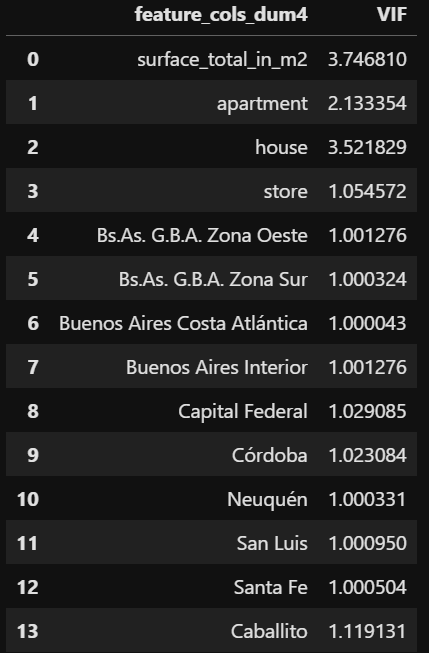 feature_cols_dum4 VIF
0 surface_total_in_m2 3.746810
1 apartment 2.133354
2 house 3.521829
3 store 1.054572
4 Bs.As. G.B.A. Zona Oeste 1.001276
5 Bs.As. G.B.A. Zona Sur 1.000324
6 Buenos Aires Costa Atlántica 1.000043
7 Buenos Aires Interior 1.001276
8 Capital Federal 1.029085
9 Córdoba 1.023084
10 Neuquén 1.000331
11 San Luis 1.000950
12 Santa Fe 1.000504
13 Caballito 1.119131